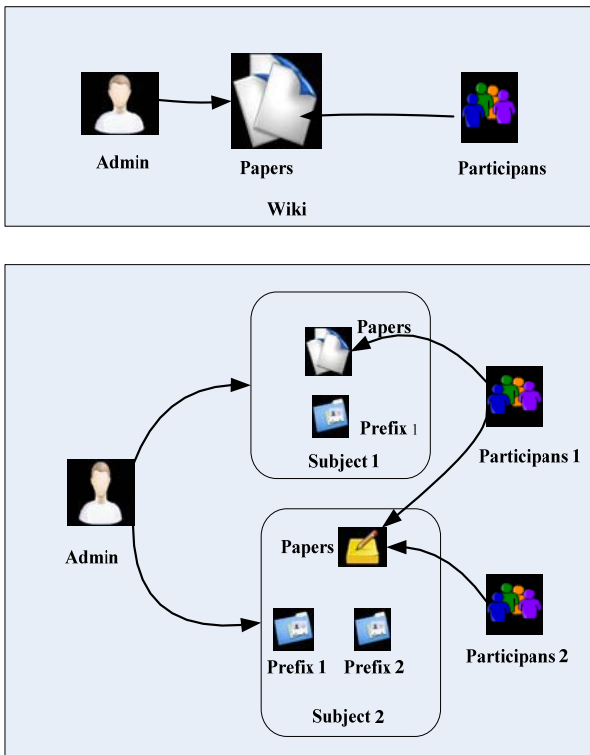 Admin
Papers
Participans
Wiki
Papers
Prefix 1
Subject 1
Participans 1
Admin
Papers
Prefix 1
Prefix 2
Participans 2
Subject 2